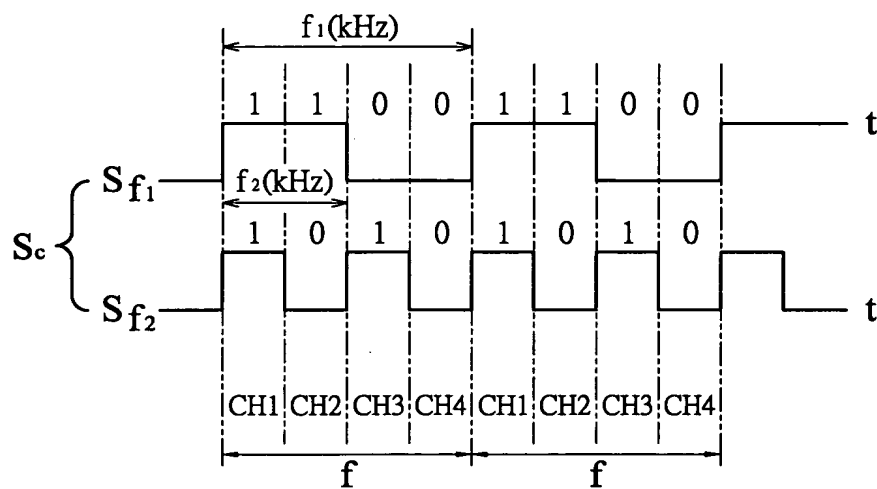 f₁(kHz)
1 1 0 0 1 1 0 0
t
Sf₁
f₂(kHz)
1 0 1 0 1 0 1 0
Sc
Sf₂
t
CH1 CH2 CH3 CH4 CH1 CH2 CH3 CH4
f f